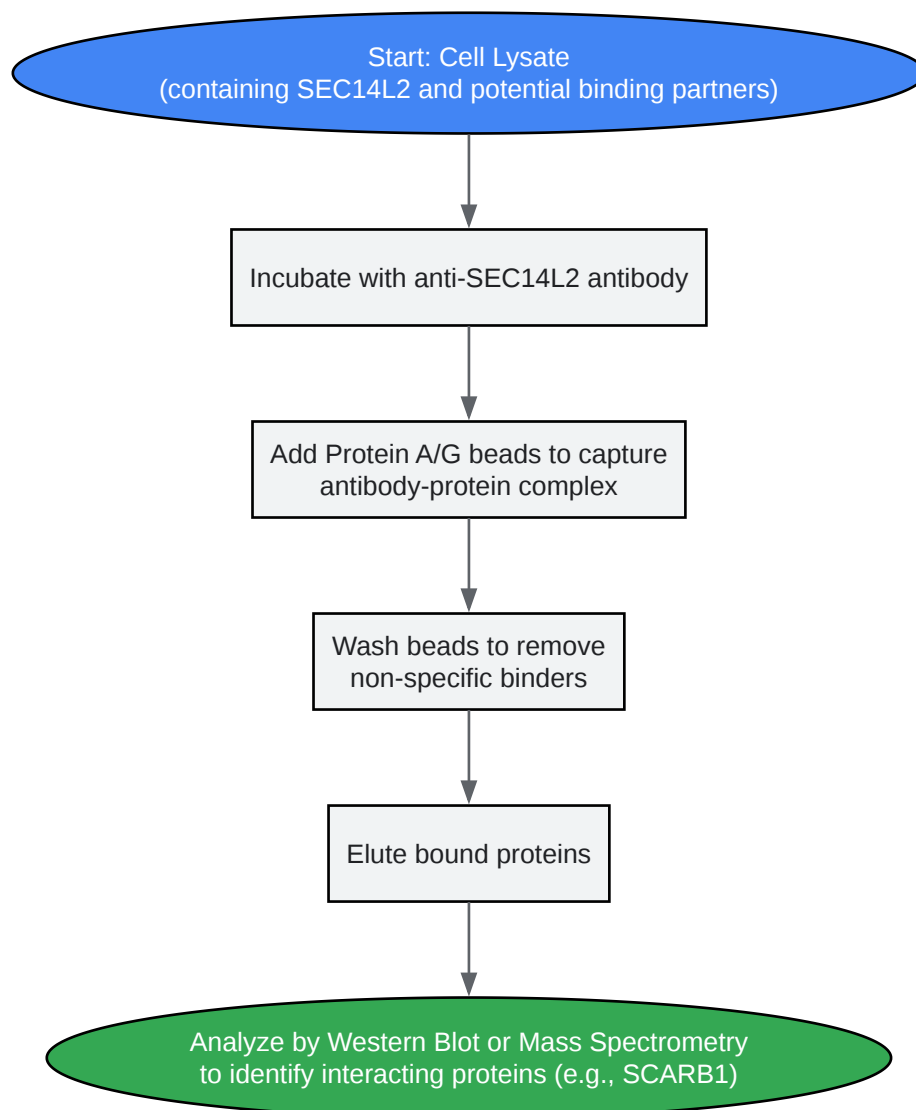 Start: Cell Lysate
(containing SEC14L2 and potential binding partners)
Incubate with anti-SEC14L2 antibody
Add Protein A/G beads to capture
antibody-protein complex
Wash beads to remove
non-specific binders
Elute bound proteins
Analyze by Western Blot or Mass Spectrometry
to identify interacting proteins (e.g., SCARB1)